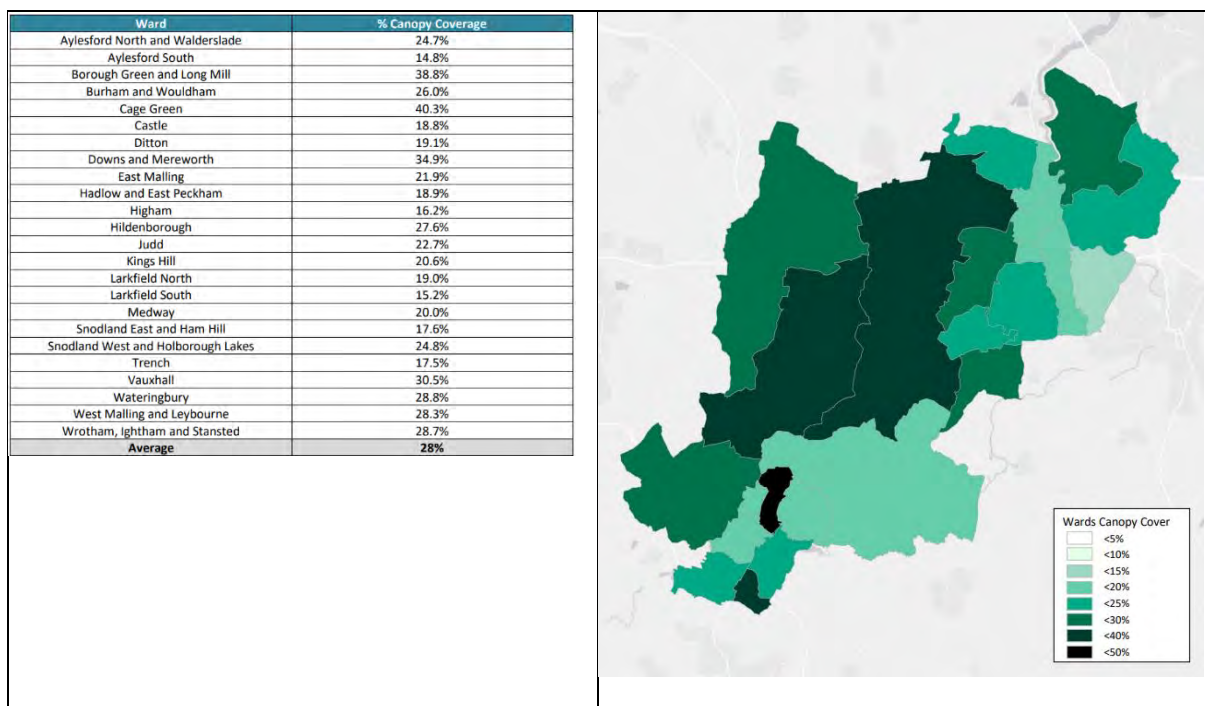 Ward % Canopy Coverage
Aylesford North and Walderslade 24.7%
Aylesford South 14.8%
Borough Green and Long Mill 38.8%
Burham and Wouldham 26.0%
Cage Green 40.3%
Castle 18.8%
Ditton 19.1%
Downs and Mereworth 34.9%
East Malling 21.9%
Hadlow and East Peckham 18.9%
Higham 16.2%
Hildenborough 27.6%
Judd 22.7%
Kings Hill 20.6%
Larkfield North 19.0%
Larkfield South 15.2%
Medway 20.0%
Snodland East and Ham Hill 17.6%
Snodland West and Holborough Lakes 24.8%
Trench 17.5%
Vauxhall 30.5%
Wateringbury 28.8%
West Malling and Leybourne 28.3%
Wrotham, Ightham and Stansted 28.7%
Average 28%
Wards Canopy Cover
<5%
<10%
<15%
<20%
<25%
<30%
<40%
<50%